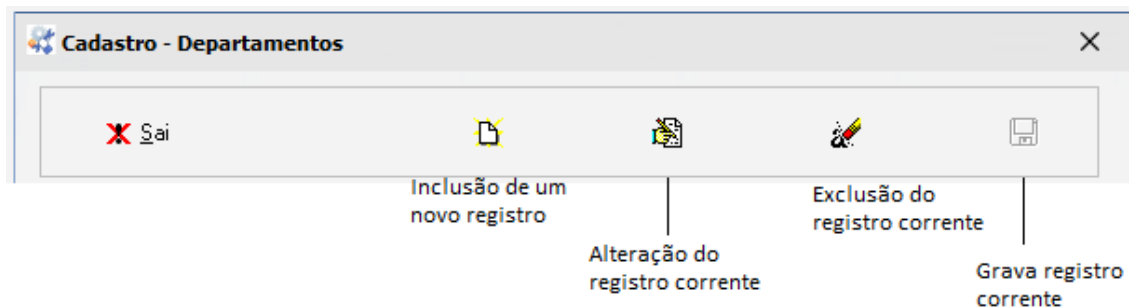 Cadastro - Departamentos
Sai
Inclusão de um
novo registro
Alteração do
registro corrente
Exclusão do
registro corrente
Grava registro
corrente